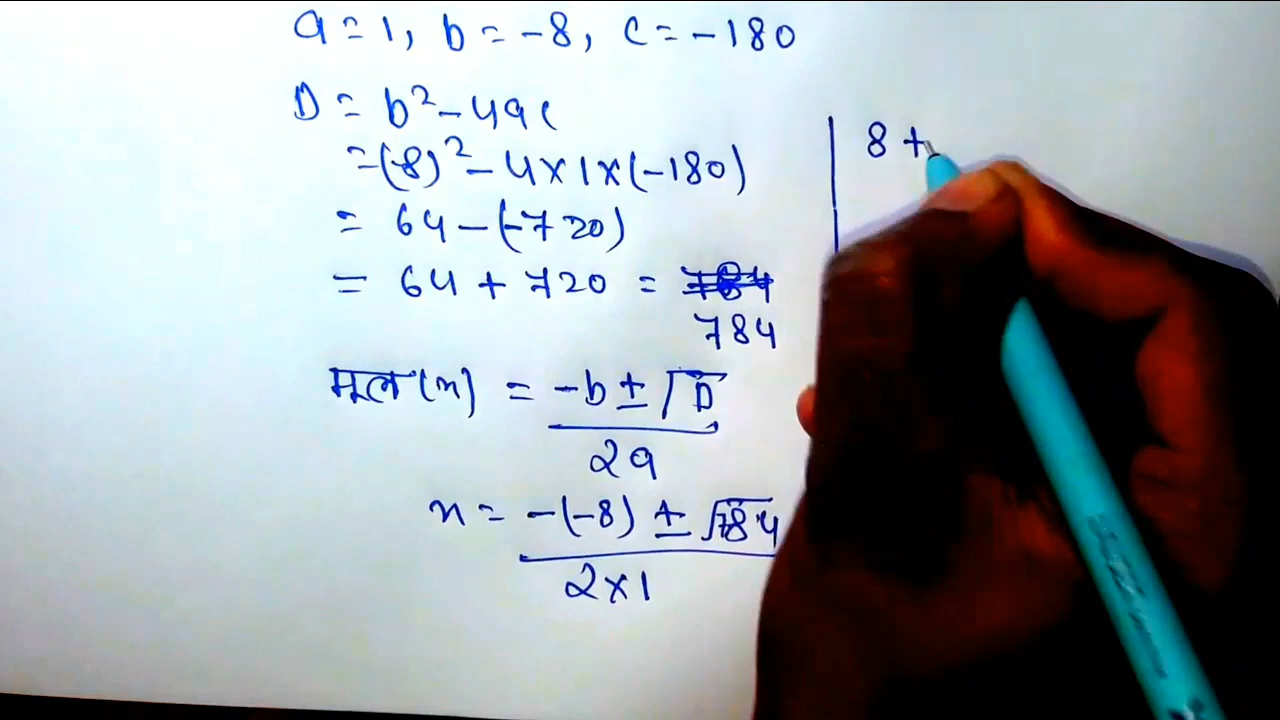 a = 1, b = -8, c = -180
D = b² - 4ac
= (-8)² - 4 × 1 × (-180)
= 64 - (-720)
= 64 + 720 = 784
784
मूल (x) = -b ± √D
2a
x = -(-8) ± √784
2 × 1
8 +